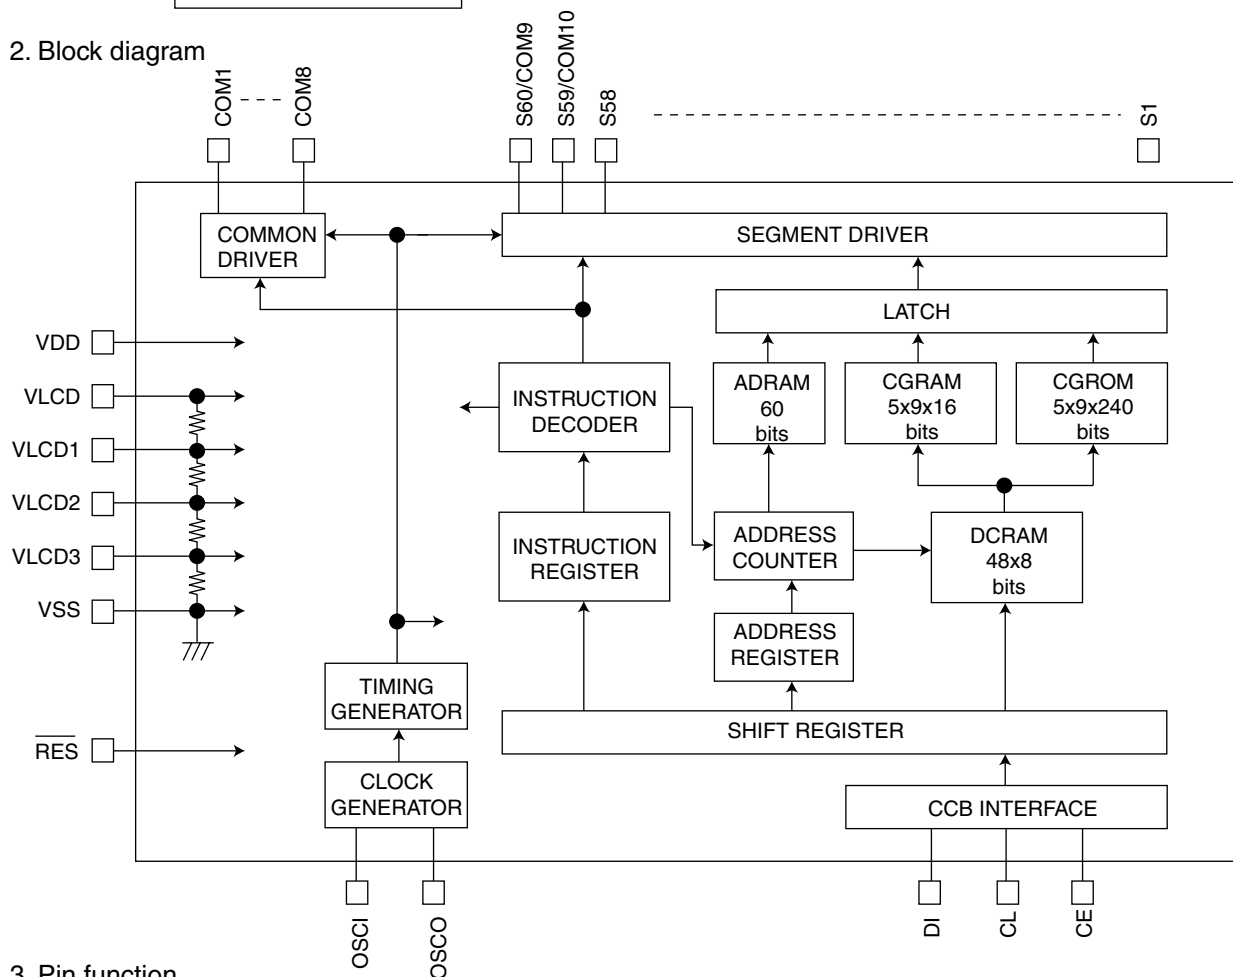 2. Block diagram
COM1
COM8
S60/COM9
S59/COM10
S58
S1
COMMON
DRIVER
SEGMENT DRIVER
LATCH
VDD
VLCD
VLCD1
VLCD2
VLCD3
VSS
RES
INSTRUCTION
DECODER
ADRAM
60
bits
CGRAM
5x9x16
bits
CGROM
5x9x240
bits
INSTRUCTION
REGISTER
ADDRESS
COUNTER
DCRAM
48x8
bits
ADDRESS
REGISTER
TIMING
GENERATOR
SHIFT REGISTER
CLOCK
GENERATOR
CCB INTERFACE
OSCI
OSCO
DI
CL
CE
3. Pin function